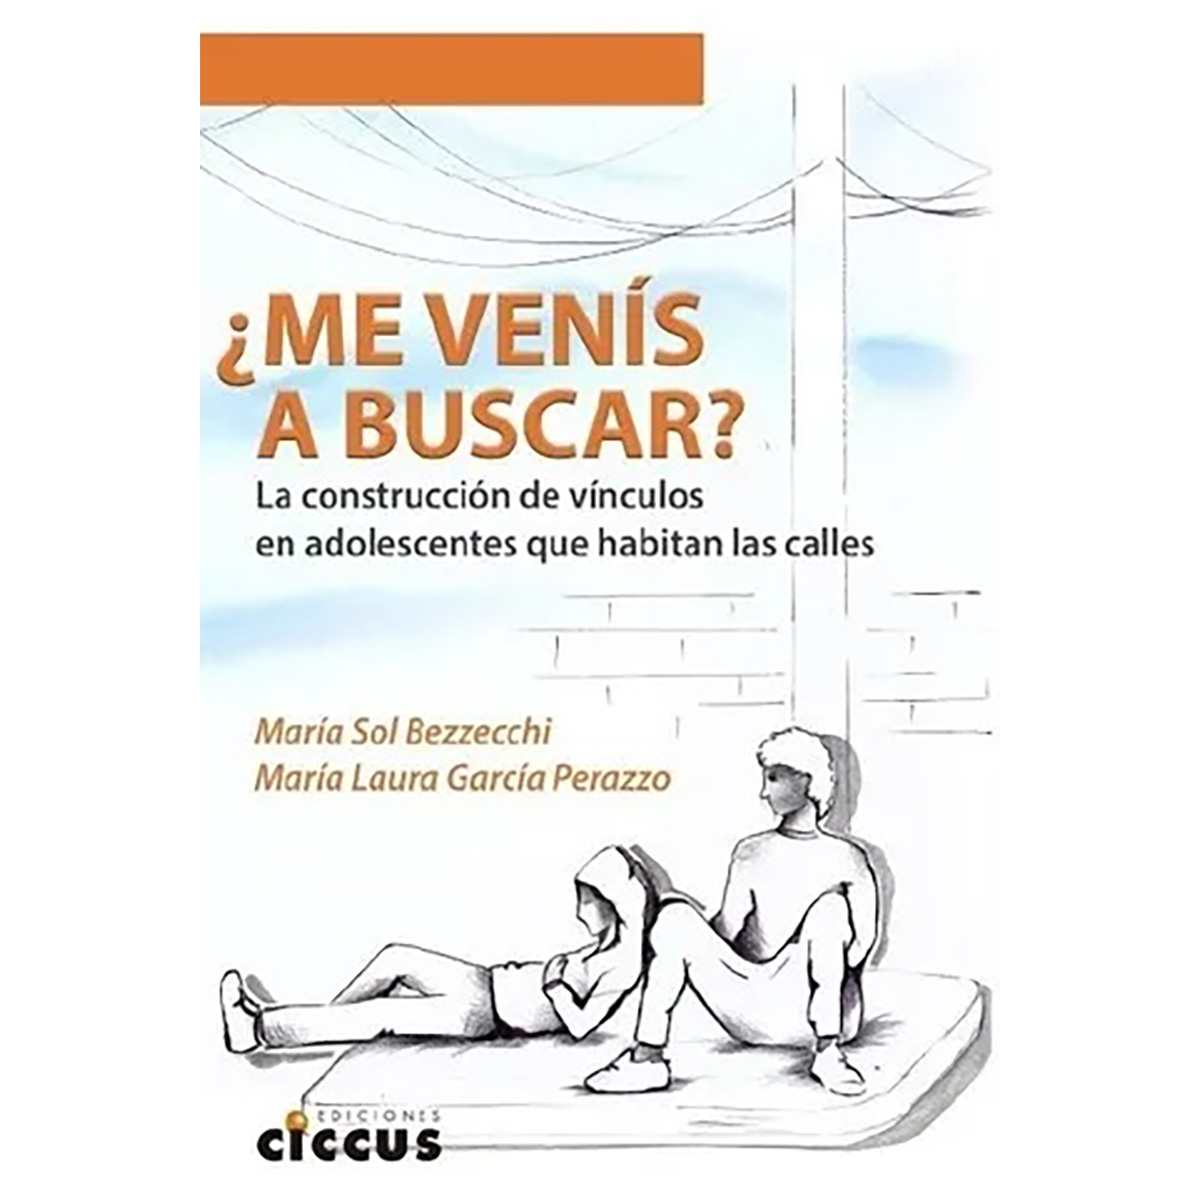 ¿ME VENÍS
A BUSCAR?
La construcción de vínculos
en adolescentes que habitan las calles
María Sol Bezzecchi
María Laura García Perazzo
EDICIONES
CICCUS